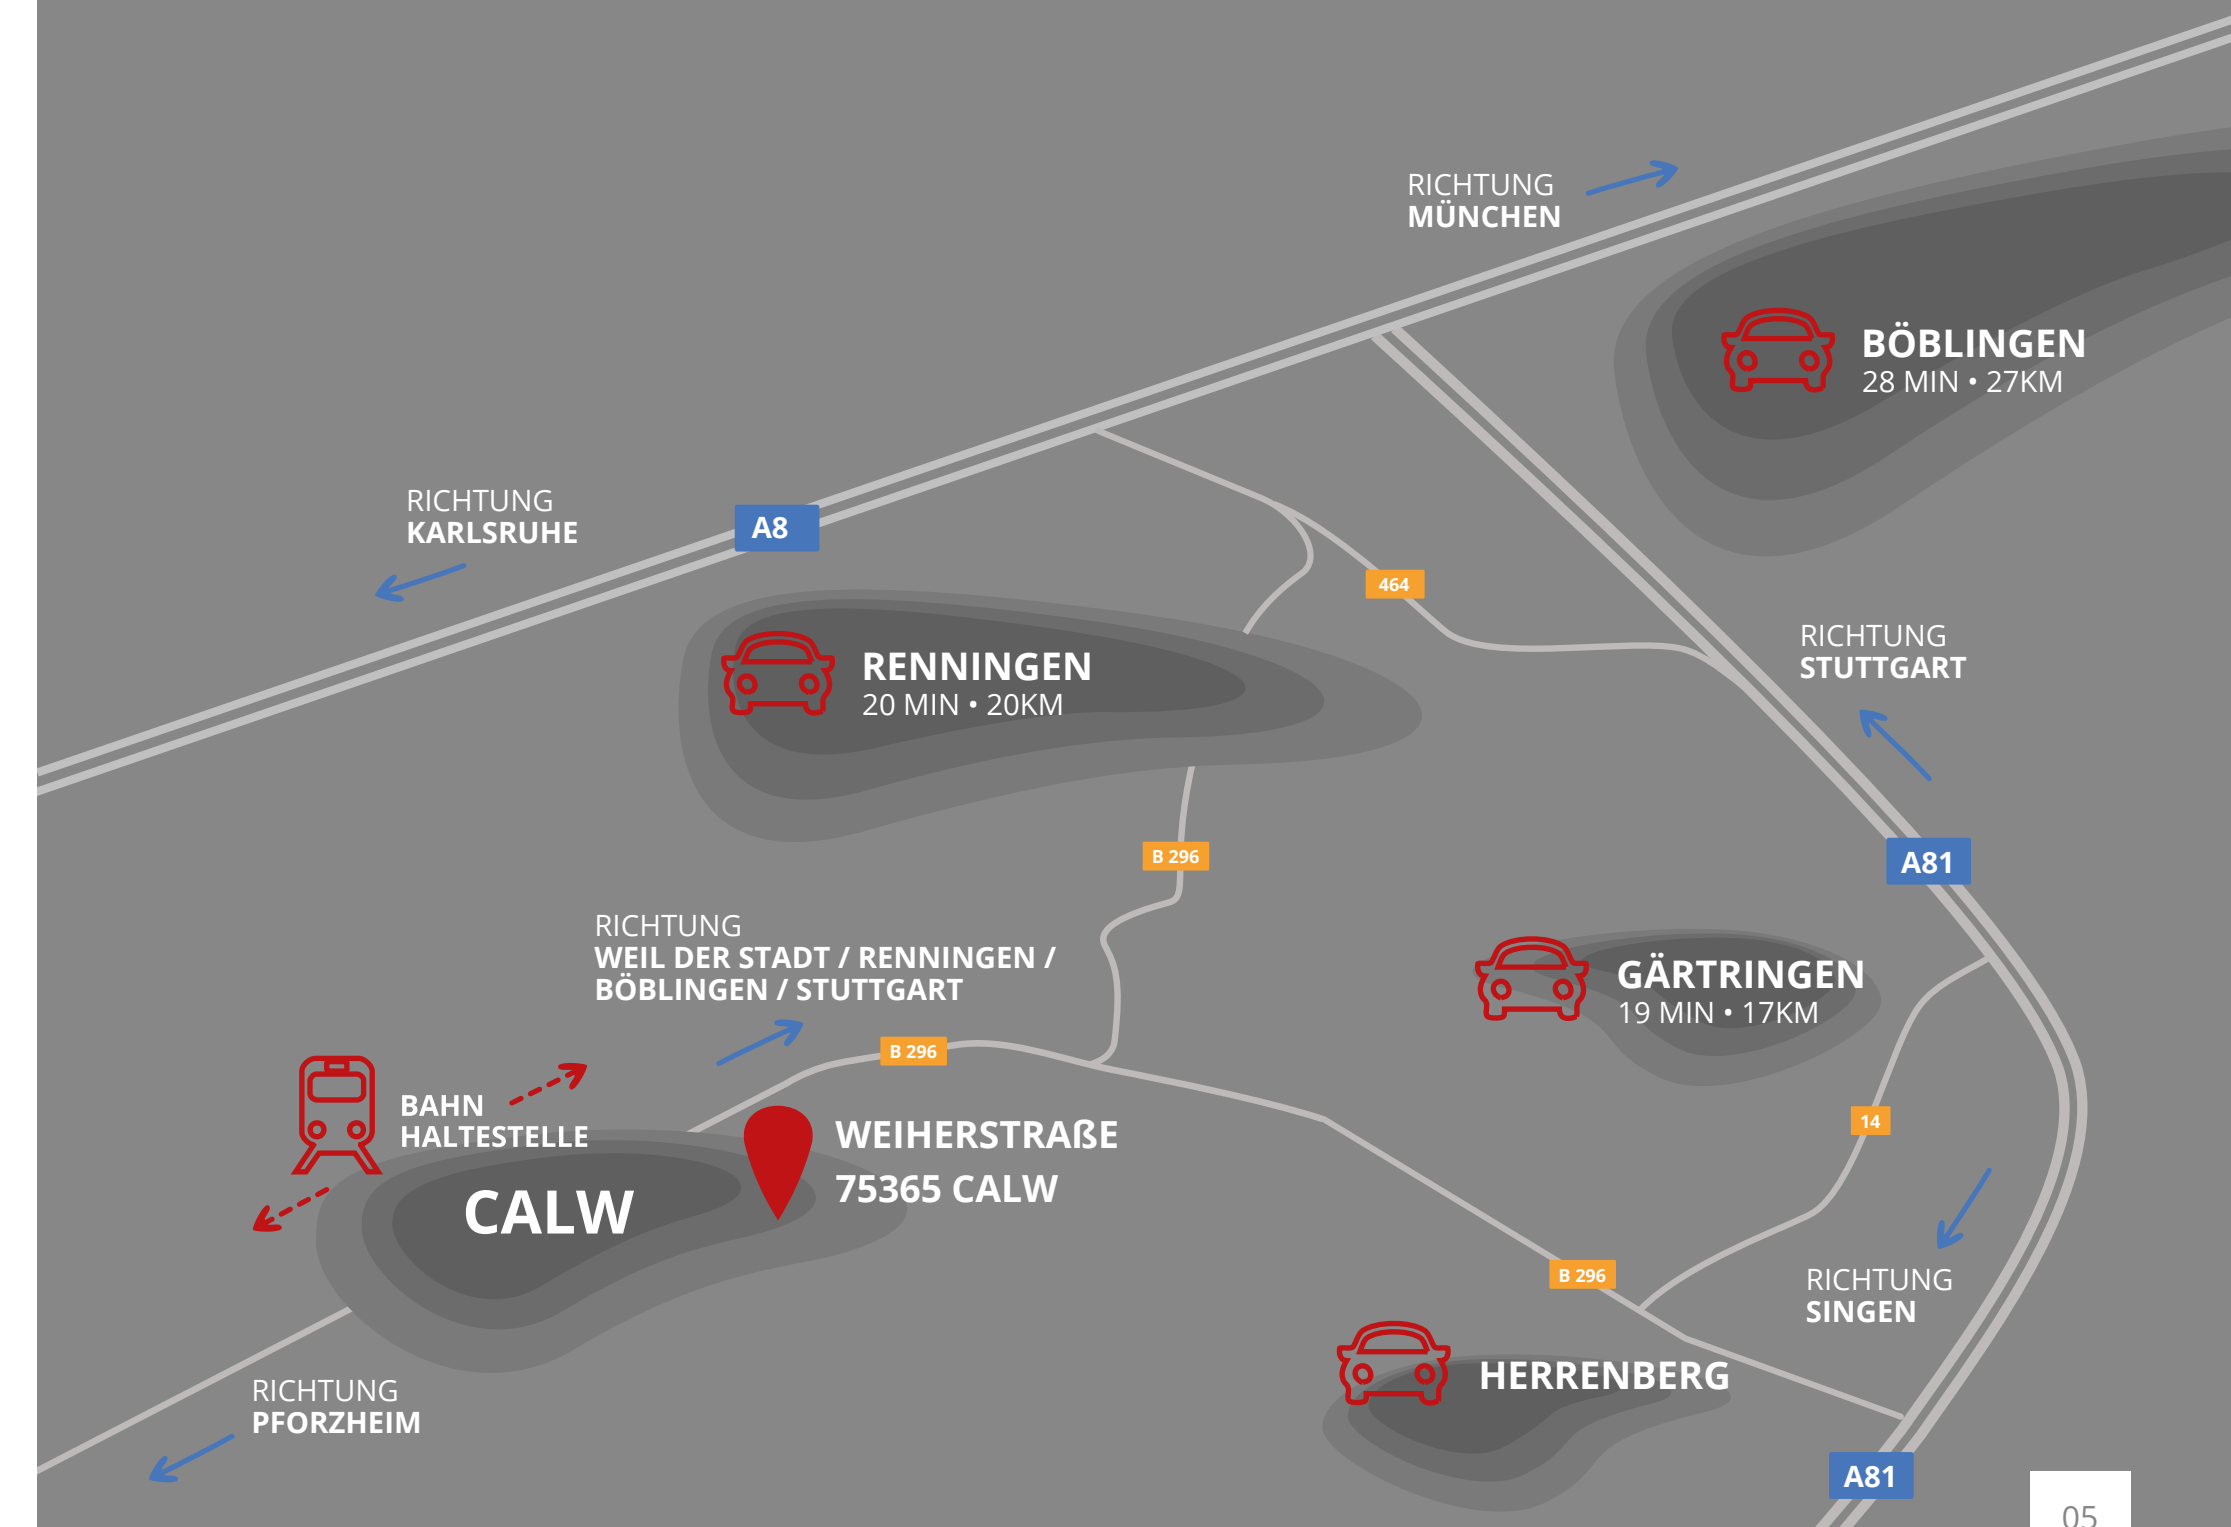 RICHTUNG
MÜNCHEN
BÖBLINGEN
28 MIN • 27KM
RICHTUNG
KARLSRUHE
A8
464
RICHTUNG
STUTTGART
RENNINGEN
20 MIN • 20KM
B 296
A81
RICHTUNG
WEIL DER STADT / RENNINGEN /
BÖBLINGEN / STUTTGART
GÄRTRINGEN
19 MIN • 17KM
B 296
BAHN
HALTESTELLE
14
WEIHERSTRAßE
75365 CALW
CALW
B 296
RICHTUNG
SINGEN
HERRENBERG
RICHTUNG
PFORZHEIM
A81
05